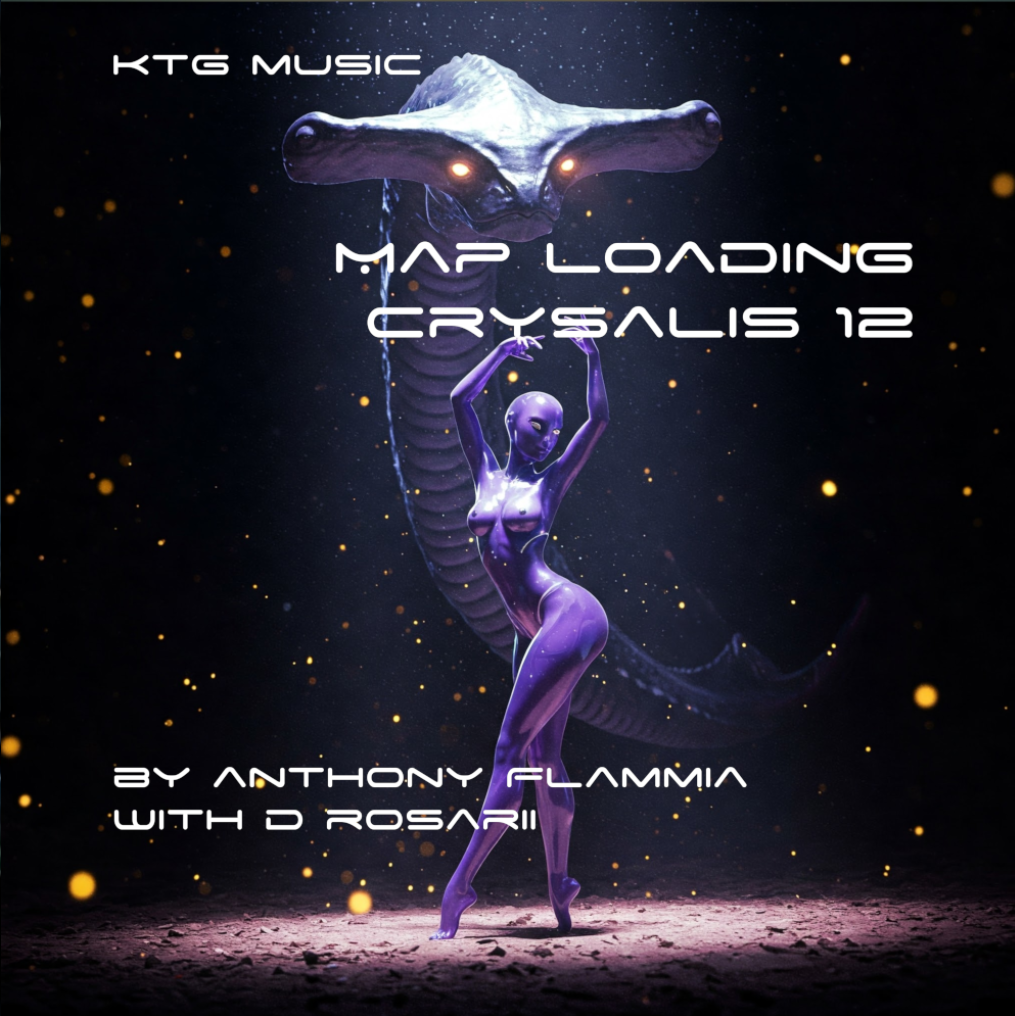 KTG MUSIC
MAP LOADING
CRYSALIS 12
BY ANTHONY FLAMMIA
WITH D ROSARII